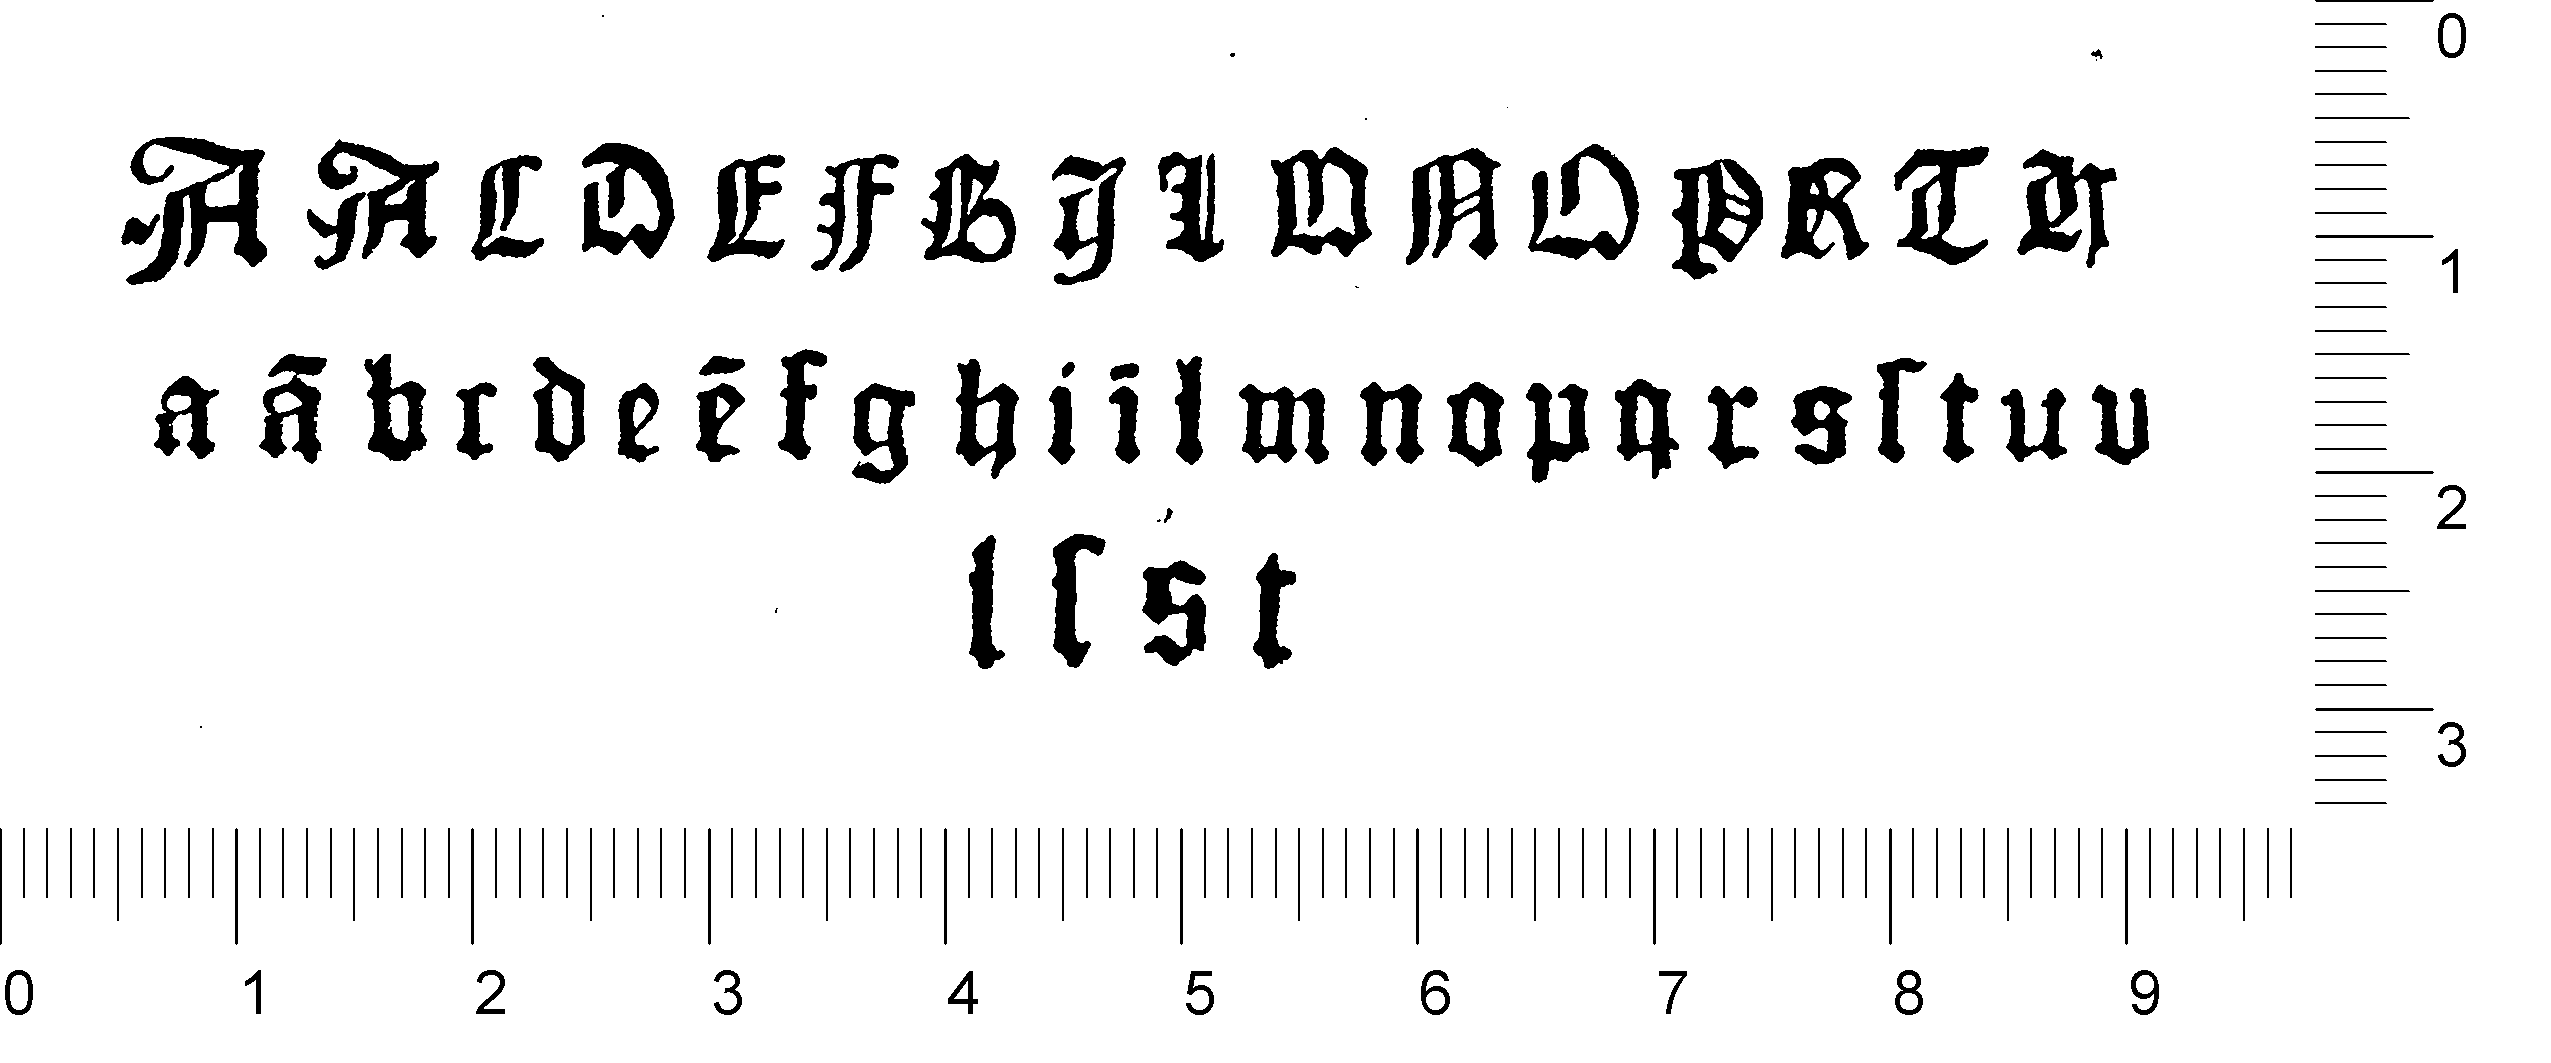 A A C D E F G J L M N O P R T U
a ā b c d e ē f g h i ī l m n o p q r s ſ t u v
l ſ s t
0 1 2 3
0 1 2 3 4 5 6 7 8 9